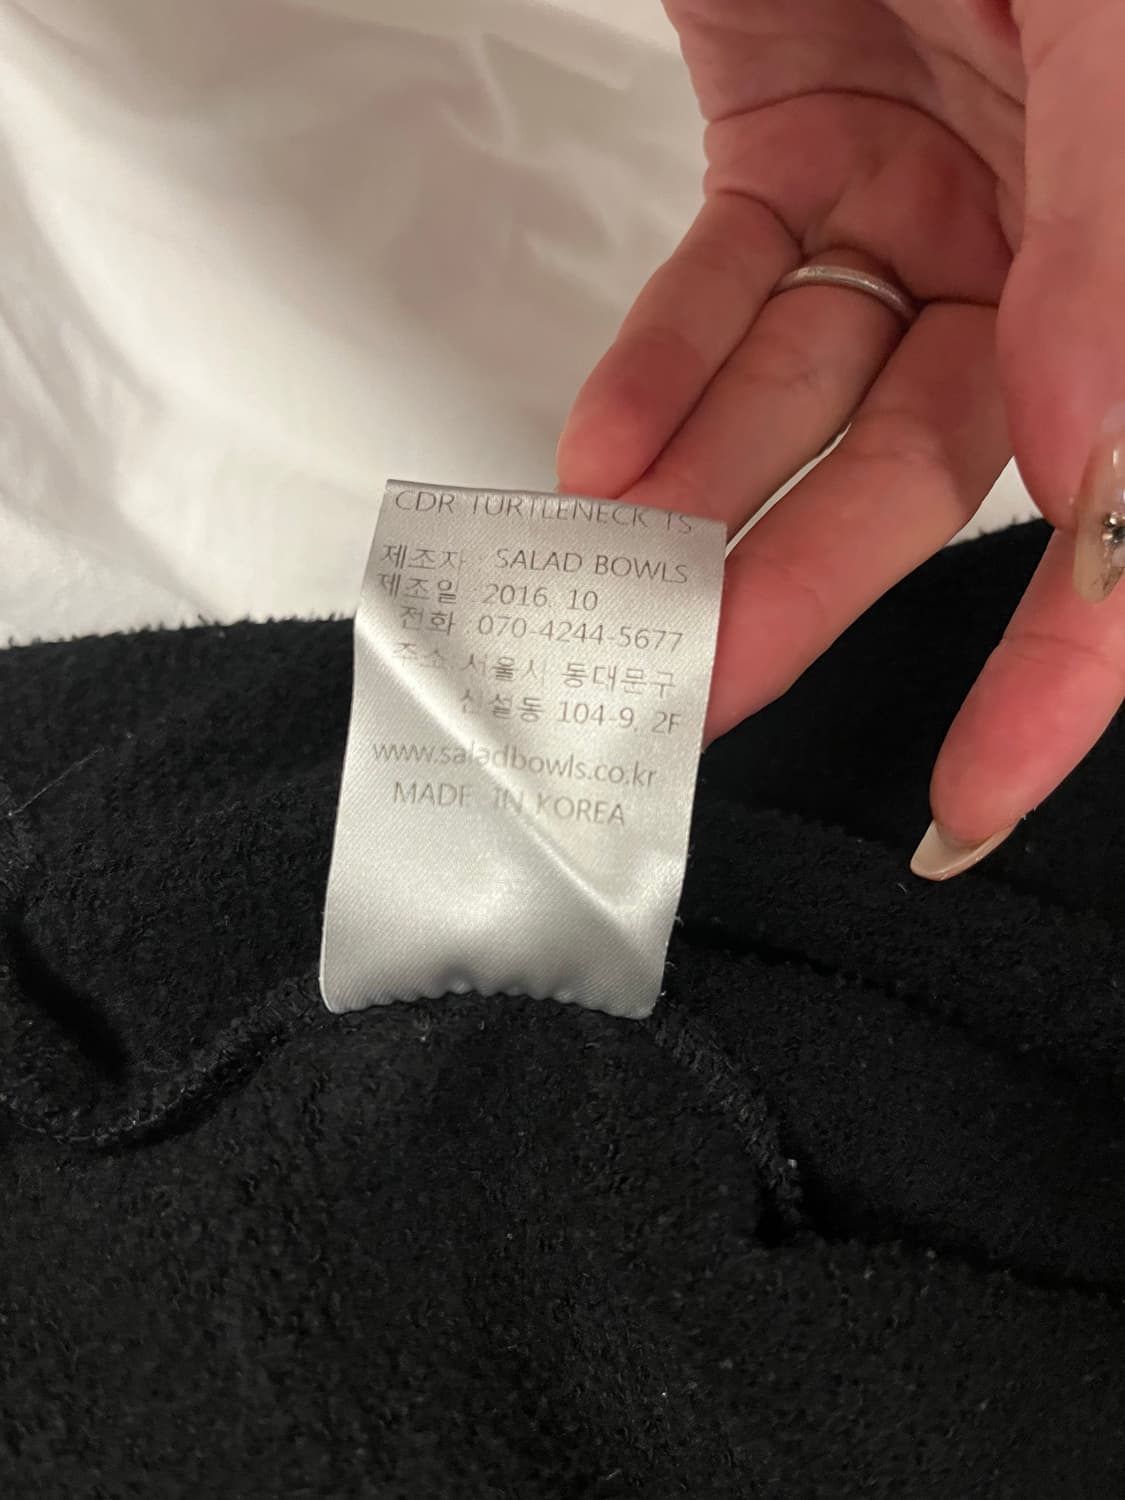 CDR TURTLENECK TS
제조자 : SALAD BOWLS
제조일 : 2016. 10
전화 : 070-4244-5677
주소 : 서울시 동대문구
신설동 104-9, 2F
www.saladbowls.co.kr
MADE IN KOREA